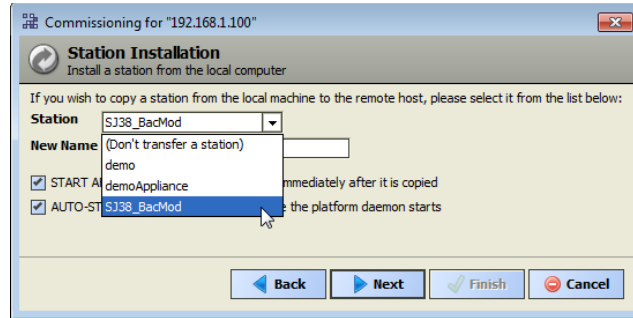 Commissioning for "192.168.1.100"
Station Installation
Install a station from the local computer
If you wish to copy a station from the local machine to the remote host, please select it from the list below:
Station SJ38_BacMod
New Name
(Don't transfer a station)
demo
demoAppliance
SJ38_BacMod
START immediately after it is copied
AUTO-ST the platform daemon starts
Back Next Finish Cancel